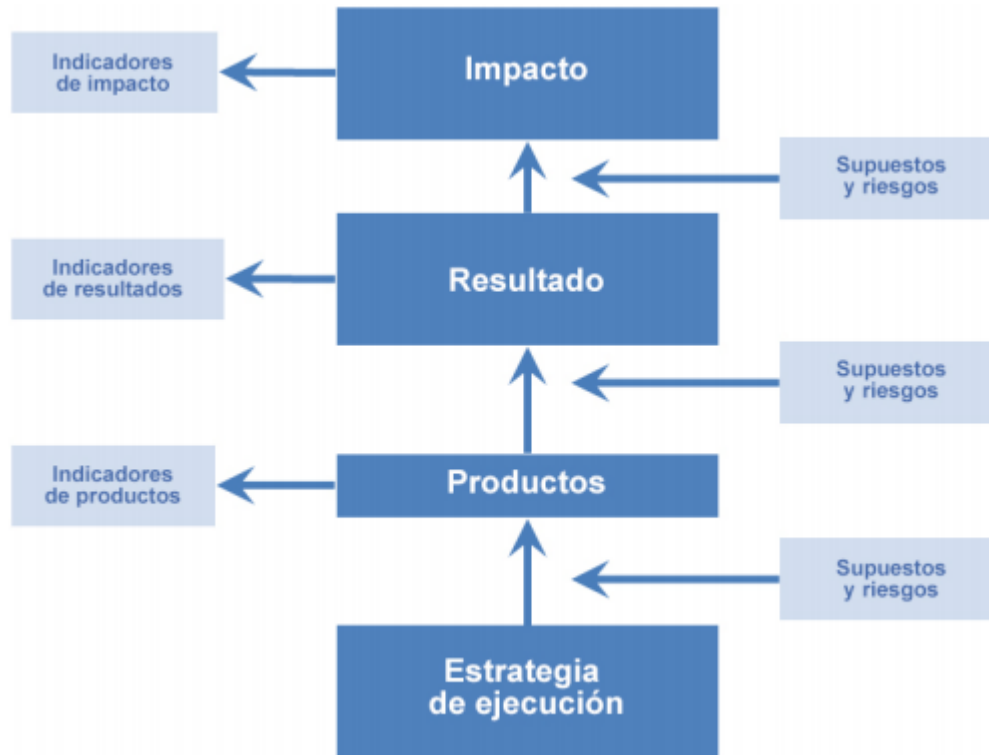 Indicadores
de impacto
Impacto
Supuestos
y riesgos
Indicadores
de resultados
Resultado
Supuestos
y riesgos
Indicadores
de productos
Productos
Supuestos
y riesgos
Estrategia
de ejecución